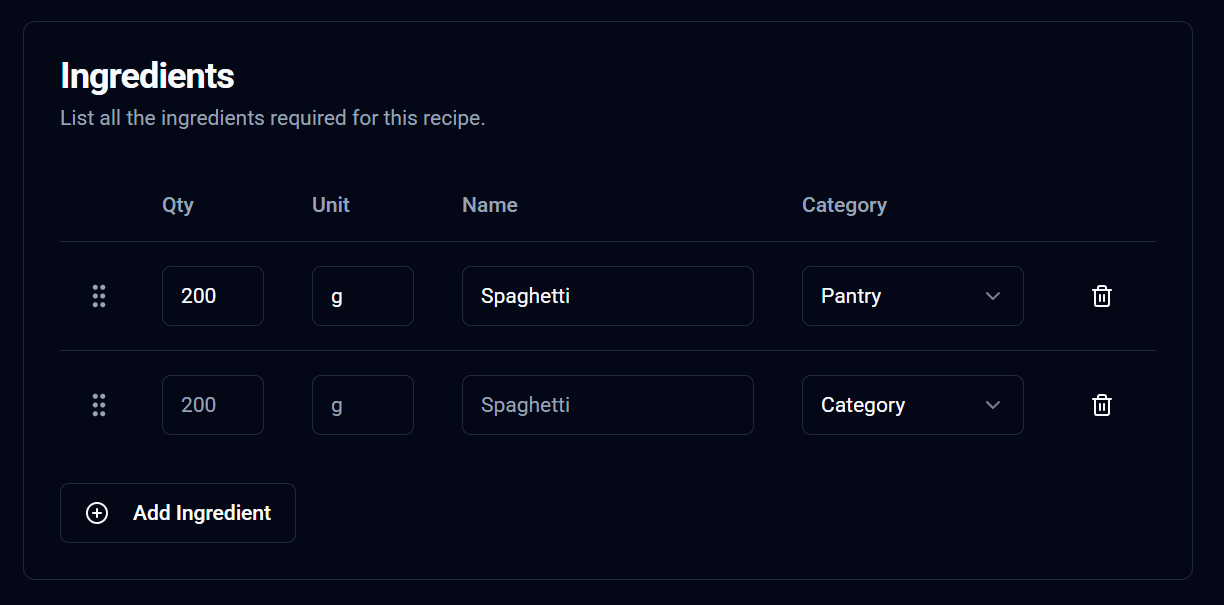 Ingredients
List all the ingredients required for this recipe.
Qty Unit Name Category
200 g Spaghetti Pantry
200 g Spaghetti Category
Add Ingredient